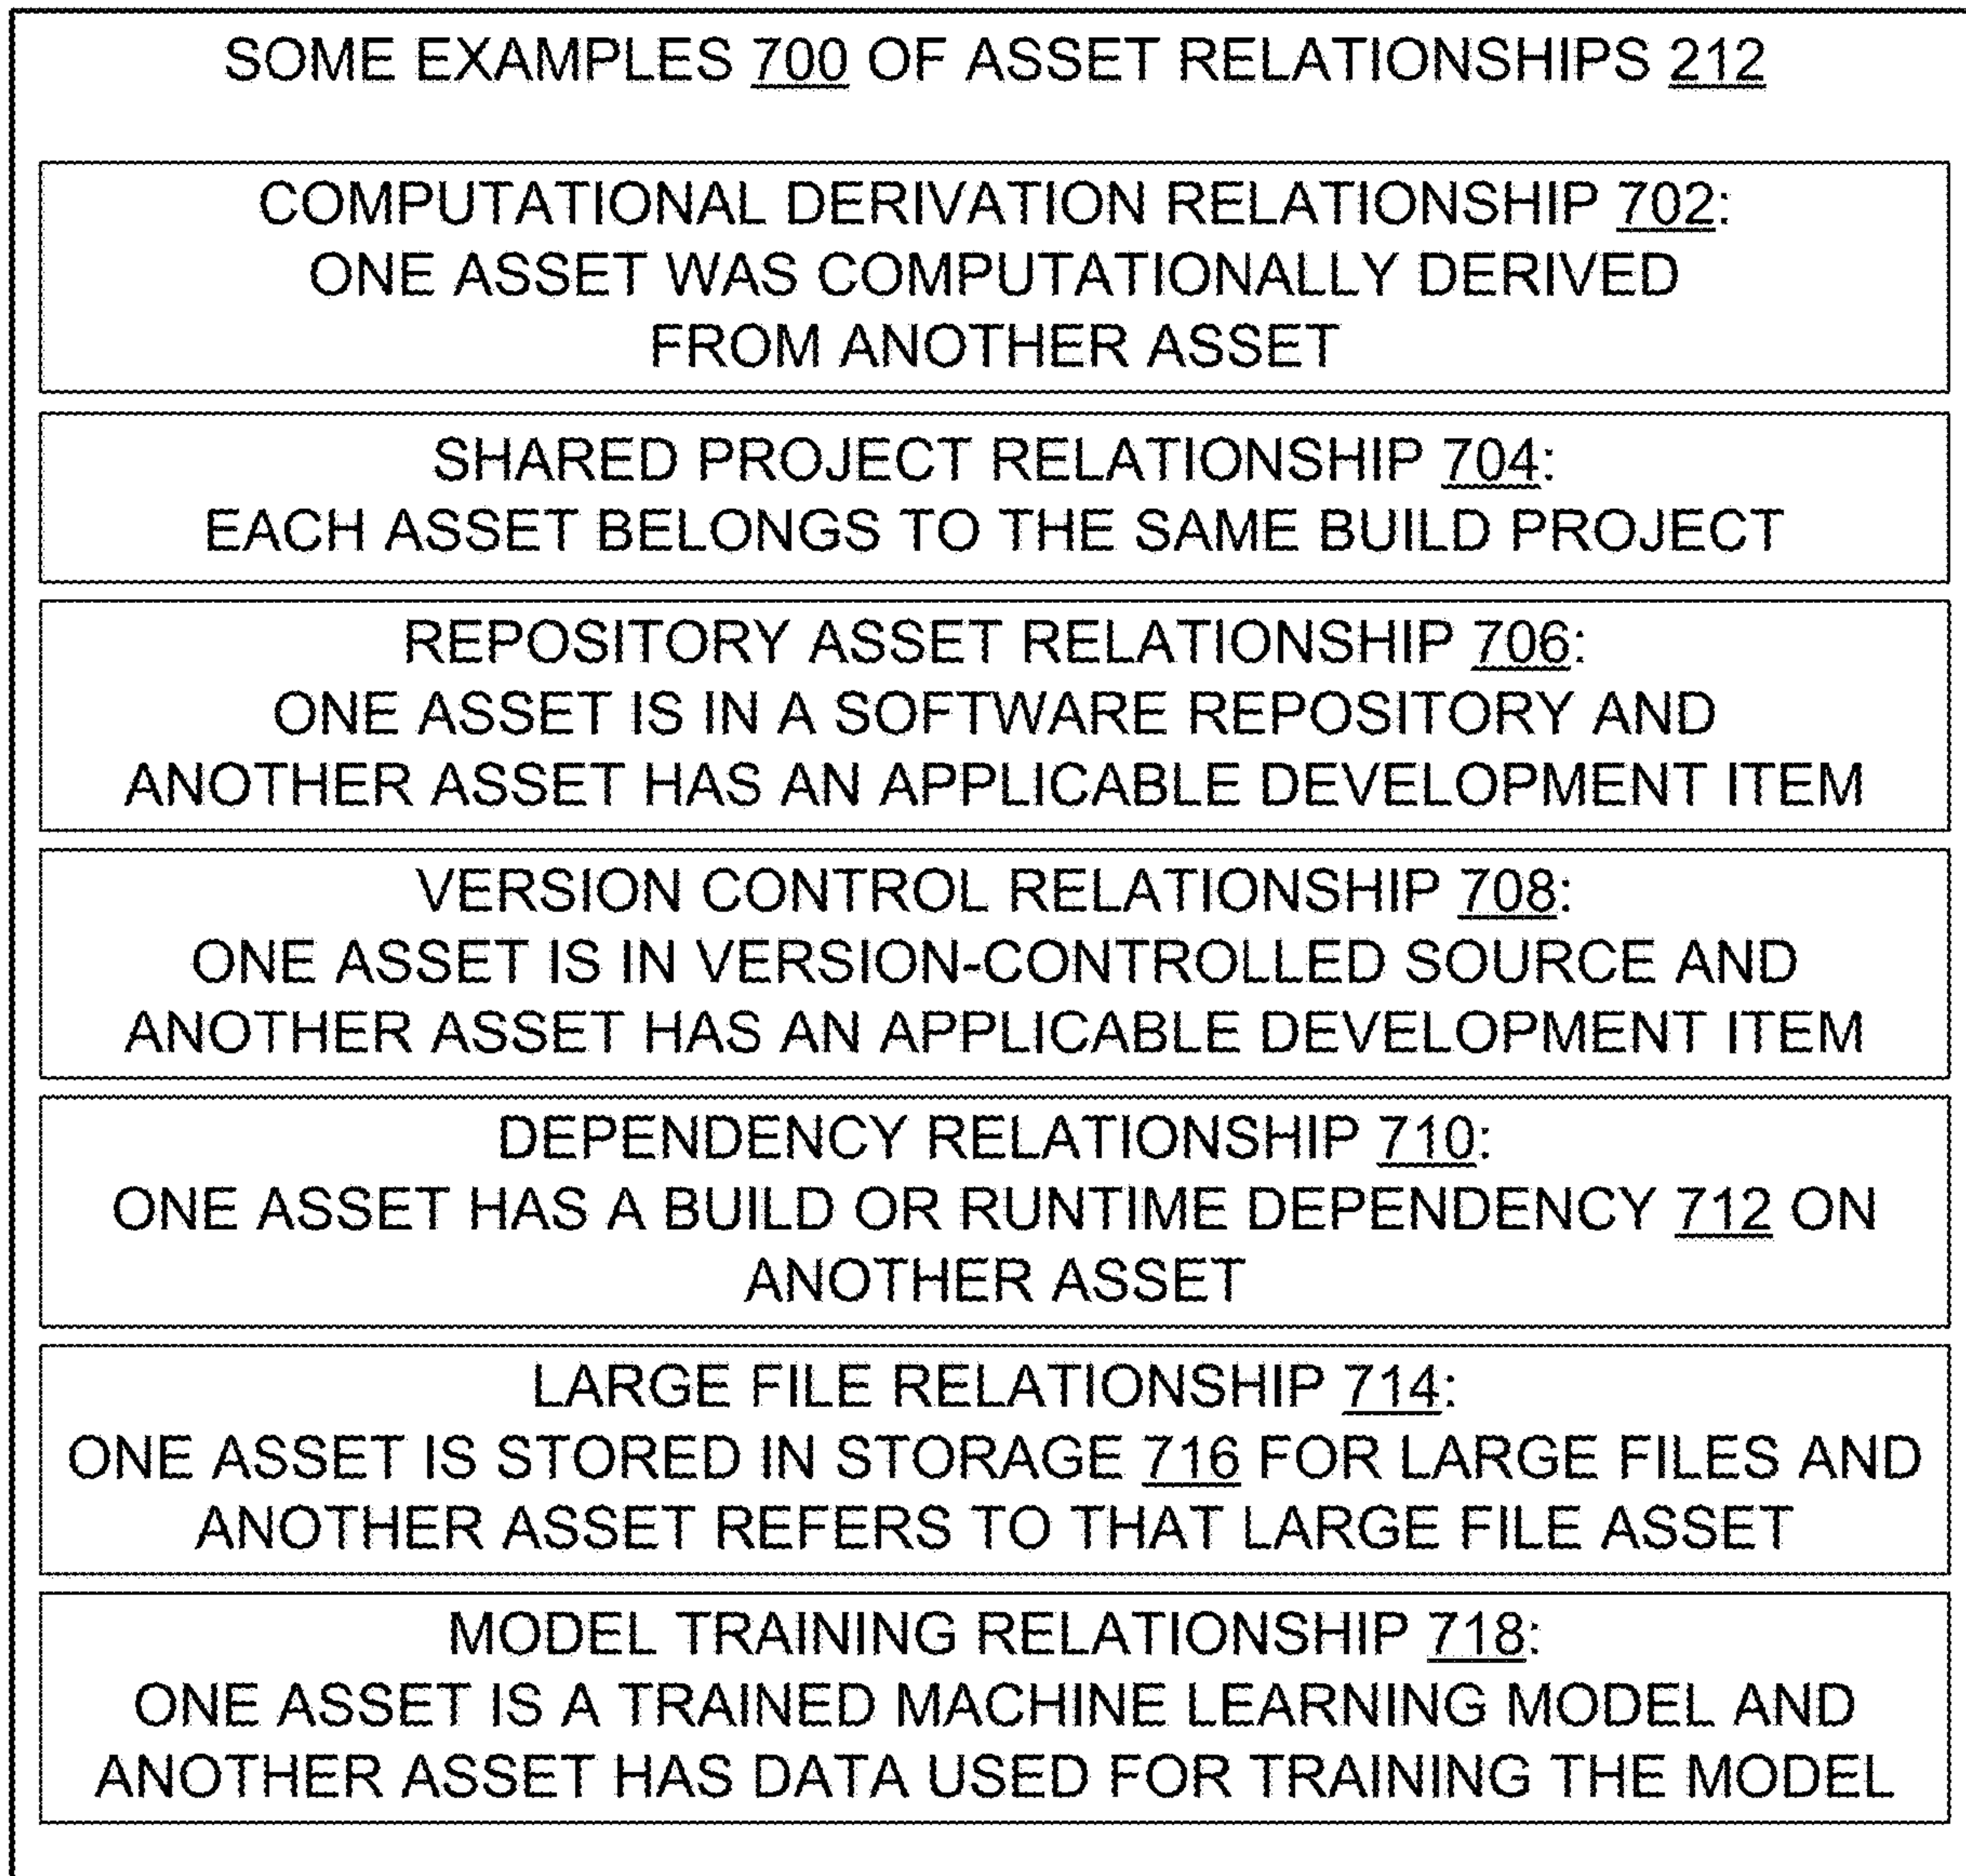 SOME EXAMPLES 700 OF ASSET RELATIONSHIPS 212
COMPUTATIONAL DERIVATION RELATIONSHIP 702:
ONE ASSET WAS COMPUTATIONALLY DERIVED
FROM ANOTHER ASSET
SHARED PROJECT RELATIONSHIP 704:
EACH ASSET BELONGS TO THE SAME BUILD PROJECT
REPOSITORY ASSET RELATIONSHIP 706:
ONE ASSET IS IN A SOFTWARE REPOSITORY AND
ANOTHER ASSET HAS AN APPLICABLE DEVELOPMENT ITEM
VERSION CONTROL RELATIONSHIP 708:
ONE ASSET IS IN VERSION-CONTROLLED SOURCE AND
ANOTHER ASSET HAS AN APPLICABLE DEVELOPMENT ITEM
DEPENDENCY RELATIONSHIP 710:
ONE ASSET HAS A BUILD OR RUNTIME DEPENDENCY 712 ON
ANOTHER ASSET
LARGE FILE RELATIONSHIP 714:
ONE ASSET IS STORED IN STORAGE 716 FOR LARGE FILES AND
ANOTHER ASSET REFERS TO THAT LARGE FILE ASSET
MODEL TRAINING RELATIONSHIP 718:
ONE ASSET IS A TRAINED MACHINE LEARNING MODEL AND
ANOTHER ASSET HAS DATA USED FOR TRAINING THE MODEL